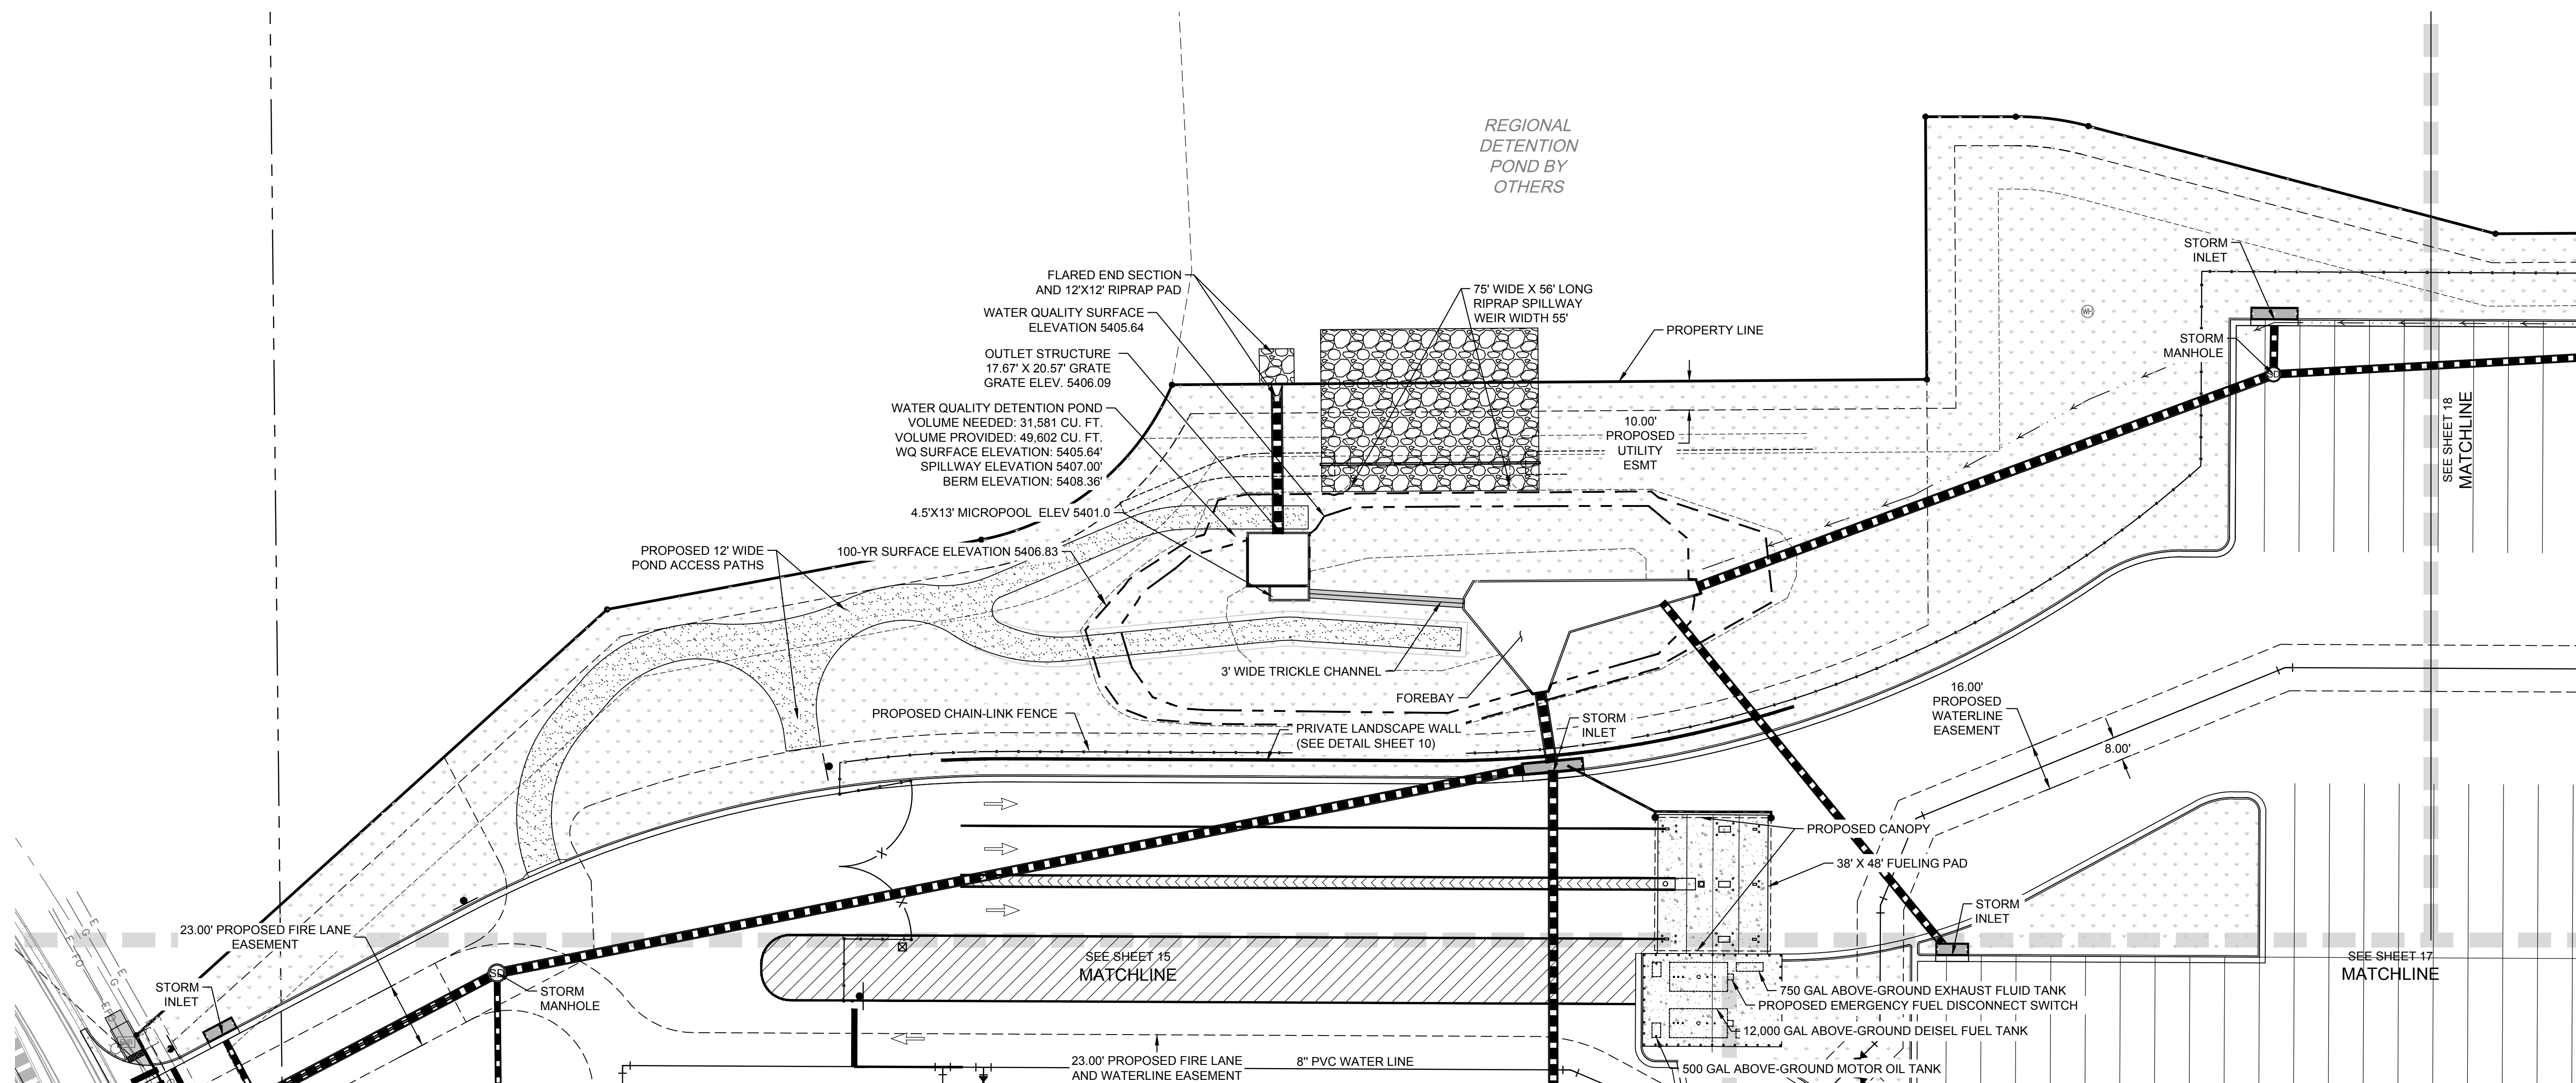 REGIONAL
DETENTION
POND BY
OTHERS
STORM
INLET
FLARED END SECTION
AND 12'X12' RIPRAP PAD
75' WIDE X 56' LONG
RIPRAP SPILLWAY
WEIR WIDTH 55'
WATER QUALITY SURFACE
ELEVATION 5405.64
PROPERTY LINE
STORM
MANHOLE
SD
OUTLET STRUCTURE
17.67' X 20.57' GRATE
GRATE ELEV. 5406.09
WATER QUALITY DETENTION POND
VOLUME NEEDED: 31,581 CU. FT.
VOLUME PROVIDED: 49,602 CU. FT.
WQ SURFACE ELEVATION: 5405.64'
SPILLWAY ELEVATION 5407.00'
BERM ELEVATION: 5408.36'
10.00'
PROPOSED
UTILITY
ESMT
SEE SHEET 18
MATCHLINE
4.5'X13' MICROPOOL  ELEV 5401.0
PROPOSED 12' WIDE
POND ACCESS PATHS
100-YR SURFACE ELEVATION 5406.83
3' WIDE TRICKLE CHANNEL
FOREBAY
16.00'
PROPOSED
WATERLINE
EASEMENT
8.00'
PROPOSED CHAIN-LINK FENCE
PRIVATE LANDSCAPE WALL
(SEE DETAIL SHEET 10)
STORM
INLET
PROPOSED CANOPY
38' X 48' FUELING PAD
STORM
INLET
23.00' PROPOSED FIRE LANE
EASEMENT
E
G
E
FO
E
G
E
SEE SHEET 15
MATCHLINE
SEE SHEET 17
MATCHLINE
SD
STORM
INLET
STORM
MANHOLE
750 GAL ABOVE-GROUND EXHAUST FLUID TANK
PROPOSED EMERGENCY FUEL DISCONNECT SWITCH
12,000 GAL ABOVE-GROUND DEISEL FUEL TANK
23.00' PROPOSED FIRE LANE
AND WATERLINE EASEMENT
8" PVC WATER LINE
500 GAL ABOVE-GROUND MOTOR OIL TANK